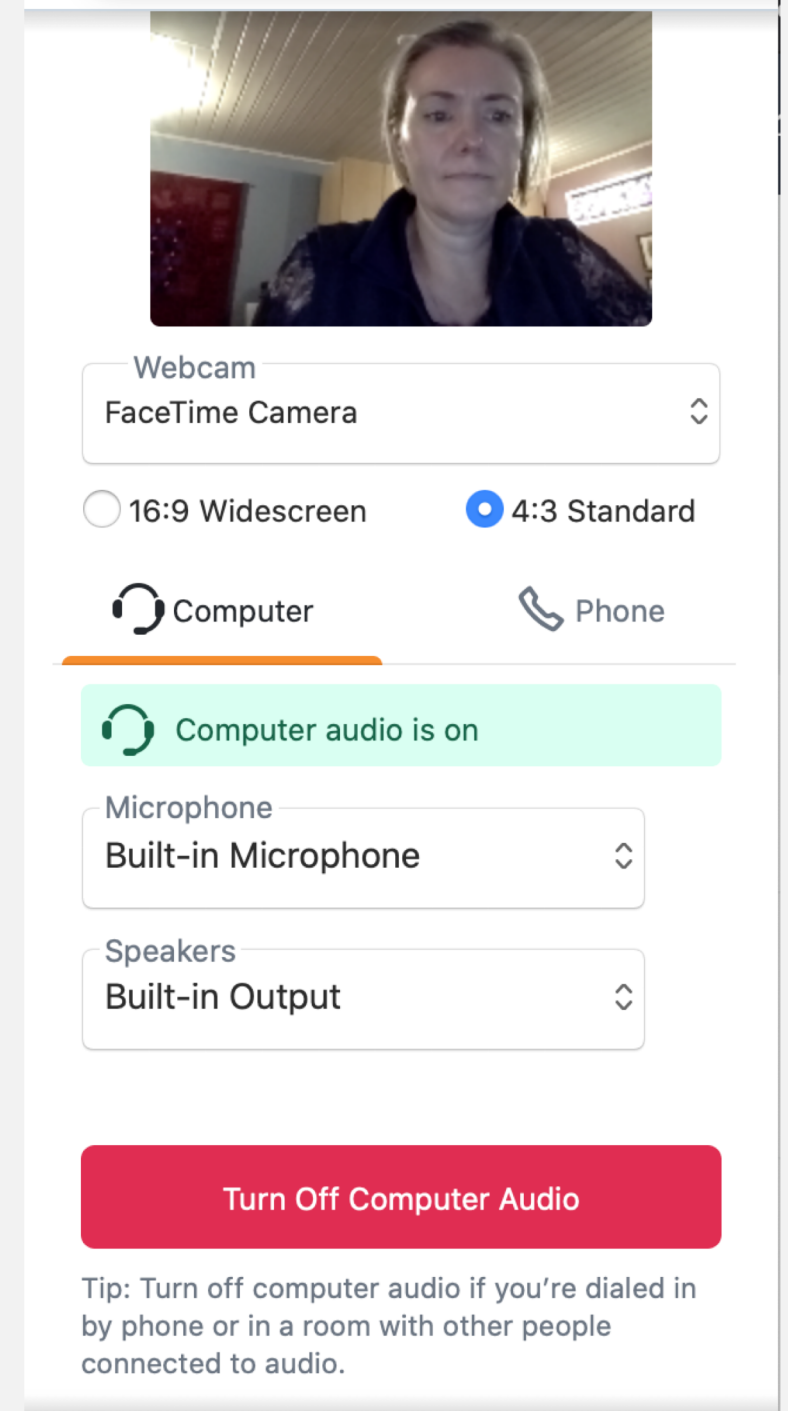 Webcam
FaceTime Camera
16:9 Widescreen
4:3 Standard
Computer
Phone
Computer audio is on
Microphone
Built-in Microphone
Speakers
Built-in Output
Turn Off Computer Audio
Tip: Turn off computer audio if you’re dialed in
by phone or in a room with other people
connected to audio.